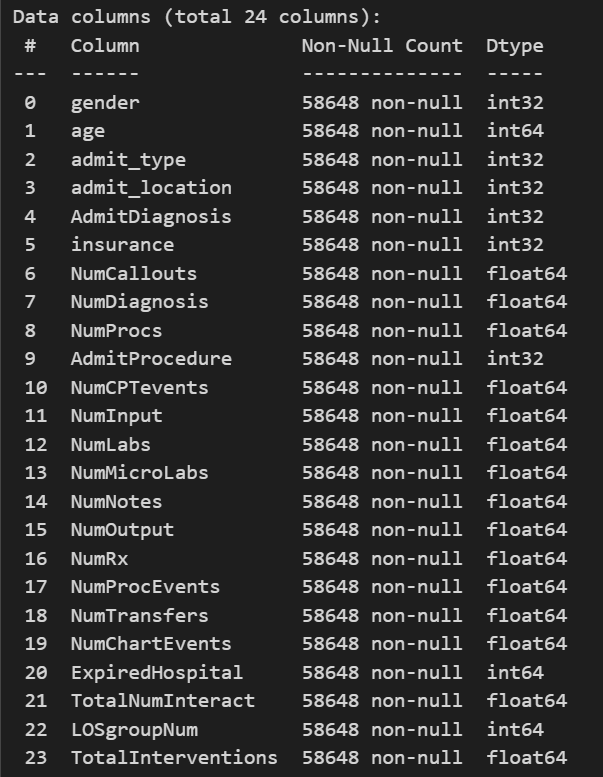 Data columns (total 24 columns):
 #   Column              Non-Null Count  Dtype
---  ------              --------------  -----
 0   gender              58648 non-null  int32
 1   age                 58648 non-null  int64
 2   admit_type          58648 non-null  int32
 3   admit_location      58648 non-null  int32
 4   AdmitDiagnosis      58648 non-null  int32
 5   insurance           58648 non-null  int32
 6   NumCallouts         58648 non-null  float64
 7   NumDiagnosis        58648 non-null  float64
 8   NumProcs            58648 non-null  float64
 9   AdmitProcedure      58648 non-null  int32
 10  NumCPTevents        58648 non-null  float64
 11  NumInput            58648 non-null  float64
 12  NumLabs             58648 non-null  float64
 13  NumMicroLabs        58648 non-null  float64
 14  NumNotes            58648 non-null  float64
 15  NumOutput           58648 non-null  float64
 16  NumRx               58648 non-null  float64
 17  NumProcEvents       58648 non-null  float64
 18  NumTransfers        58648 non-null  float64
 19  NumChartEvents      58648 non-null  float64
 20  ExpiredHospital     58648 non-null  int64
 21  TotalNumInteract    58648 non-null  float64
 22  LOSgroupNum         58648 non-null  int64
 23  TotalInterventions  58648 non-null  float64